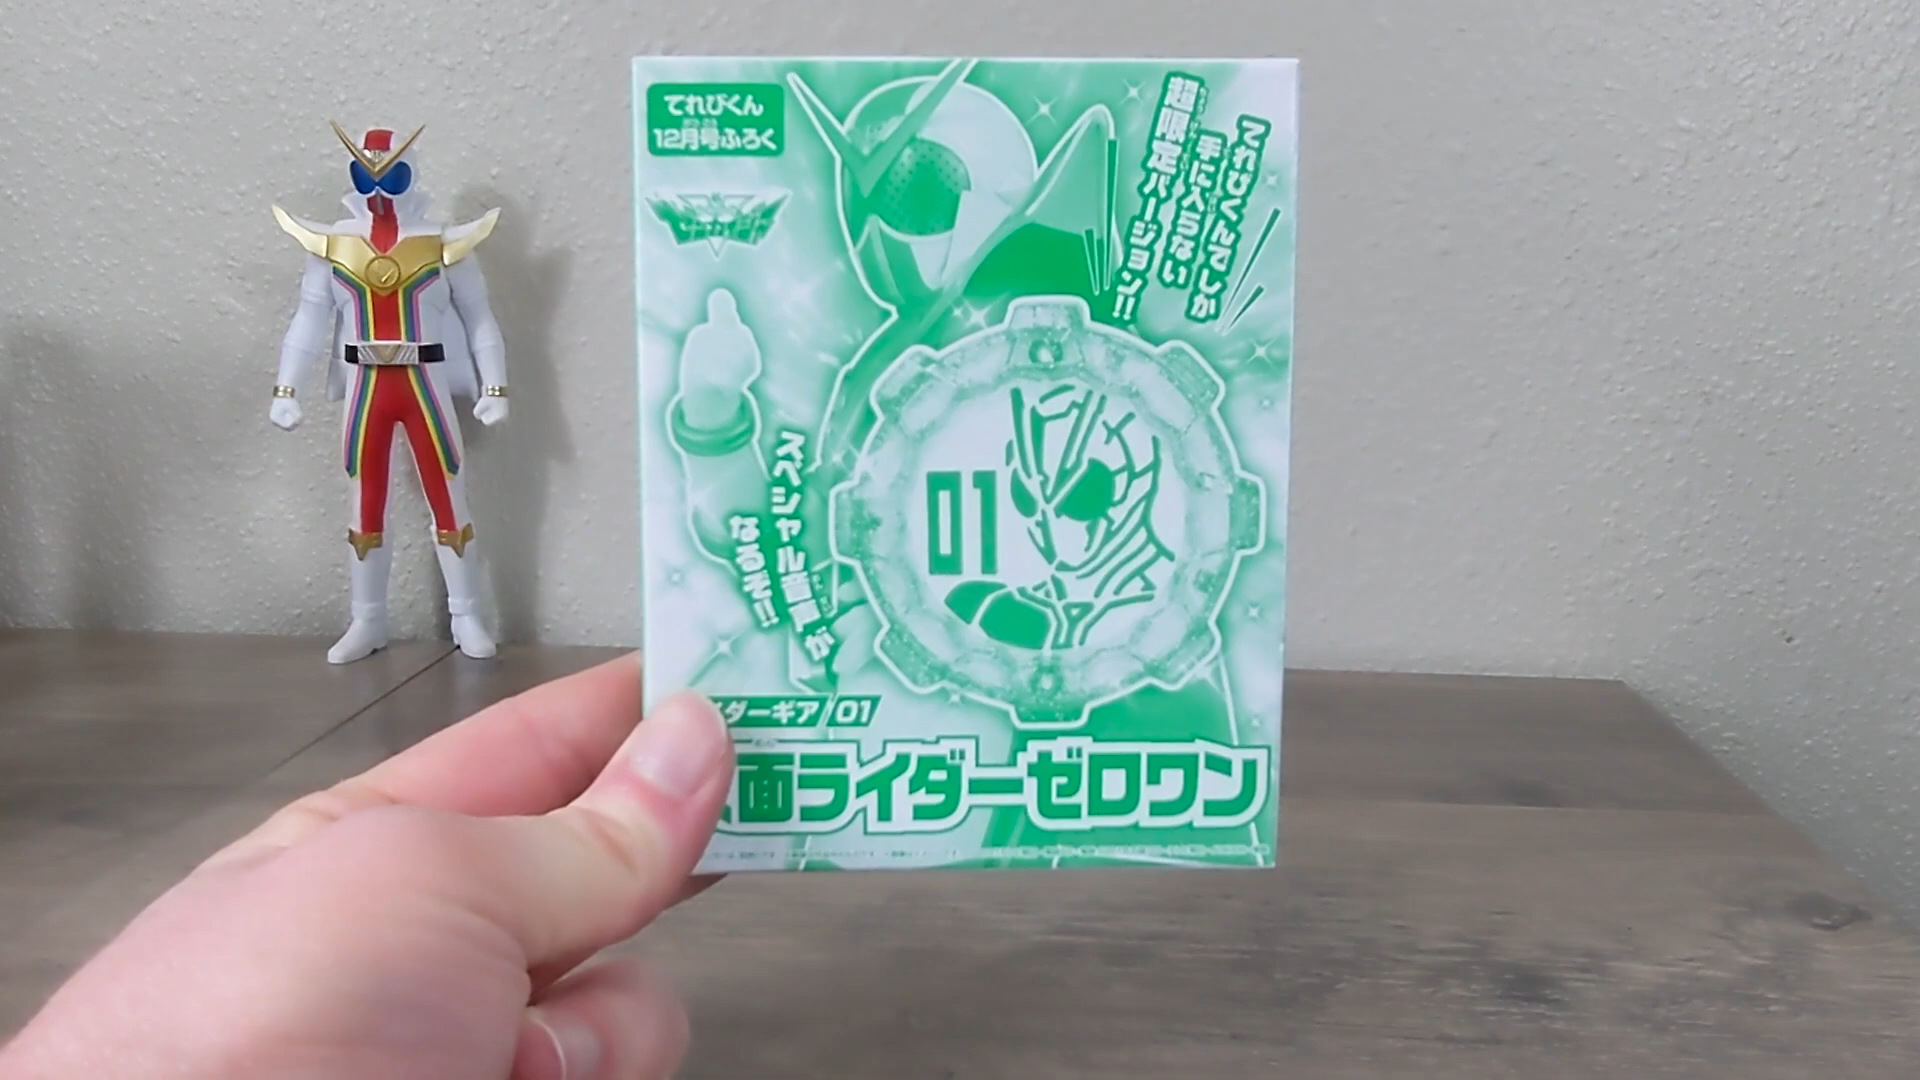 てれびくん
12月号ふろく
てれびくんでしか
手に入らない
超限定バージョン!!
01
スペシャル音声が
なるぞ!!
ダーギア 01
面ライダーゼロワン